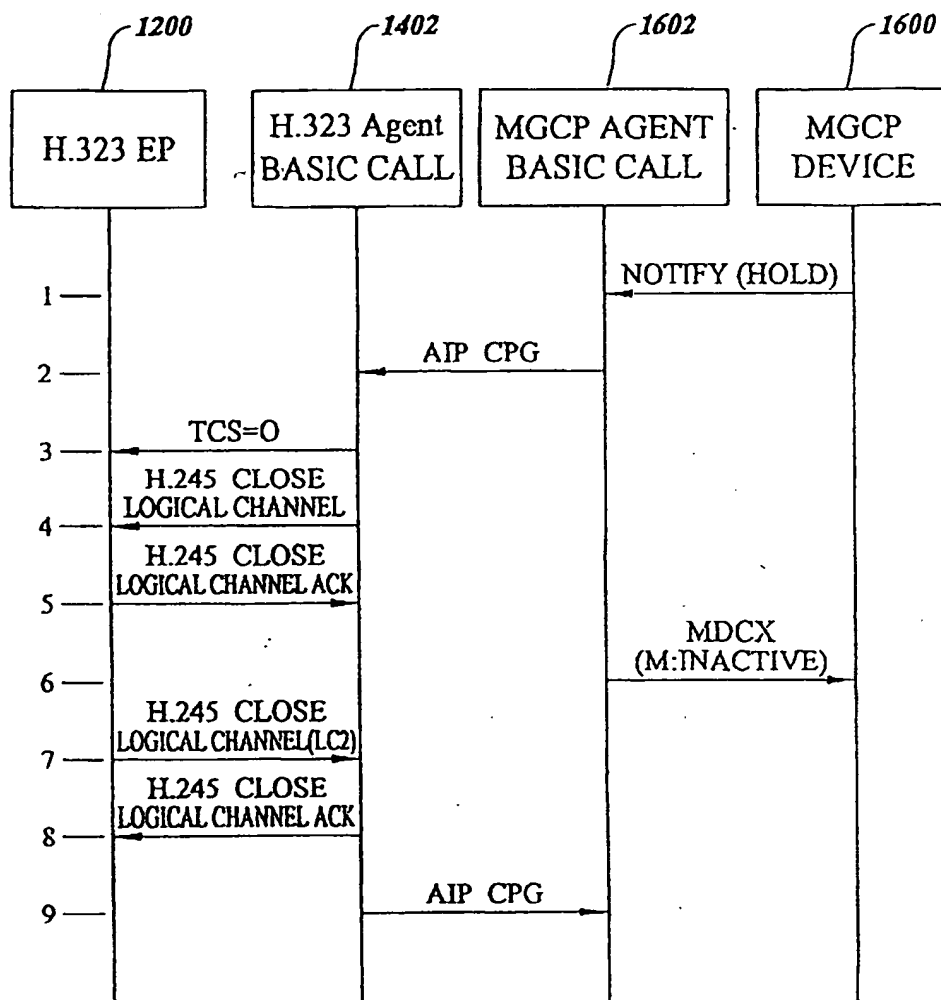 1200
1402
1602
1600
H.323 EP
H.323 Agent
BASIC CALL
MGCP AGENT
BASIC CALL
MGCP
DEVICE
1
NOTIFY (HOLD)
2
AIP CPG
3
TCS=O
4
H.245 CLOSE
LOGICAL CHANNEL
5
H.245 CLOSE
LOGICAL CHANNEL ACK
6
MDCX
(M:INACTIVE)
7
H.245 CLOSE
LOGICAL CHANNEL(LC2)
8
H.245 CLOSE
LOGICAL CHANNEL ACK
9
AIP CPG